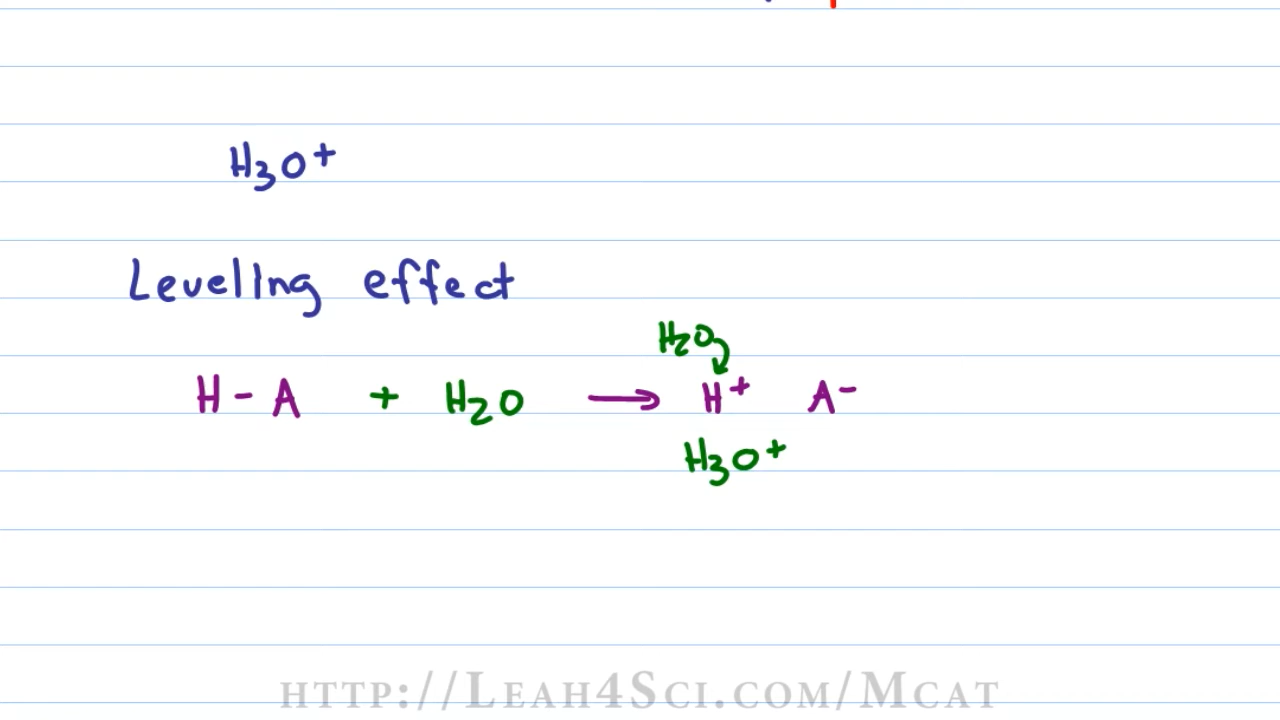 H3O+
Leveling effect
H2O
H - A + H2O → H+ A-
H3O+
HTTP://LEAH4SCI.COM/MCAT